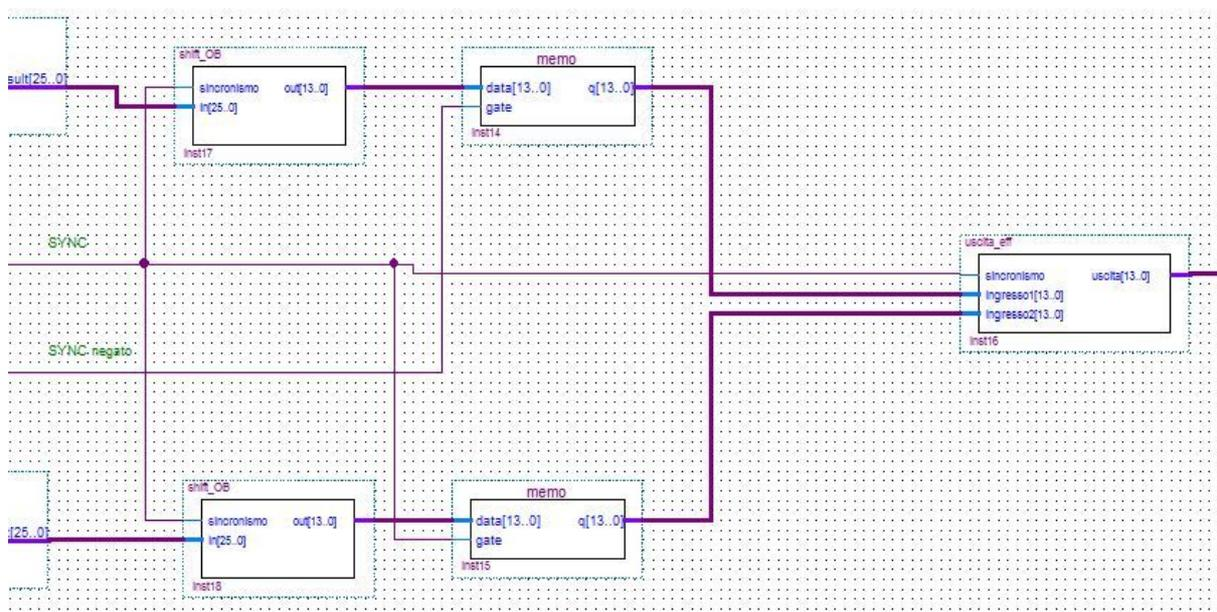 shift_OB
memo
sult[25..0]
sincronismo out[13..0]
in[25..0]
data[13..0] q[13..0]
gate
inst17
inst14
SYNC
uscita_eff
sincronismo uscita[13..0]
ingresso1[13..0]
ingresso2[13..0]
inst16
SYNC negato
shift_OB
memo
[25..0]
sincronismo out[13..0]
in[25..0]
data[13..0] q[13..0]
gate
inst18
inst15